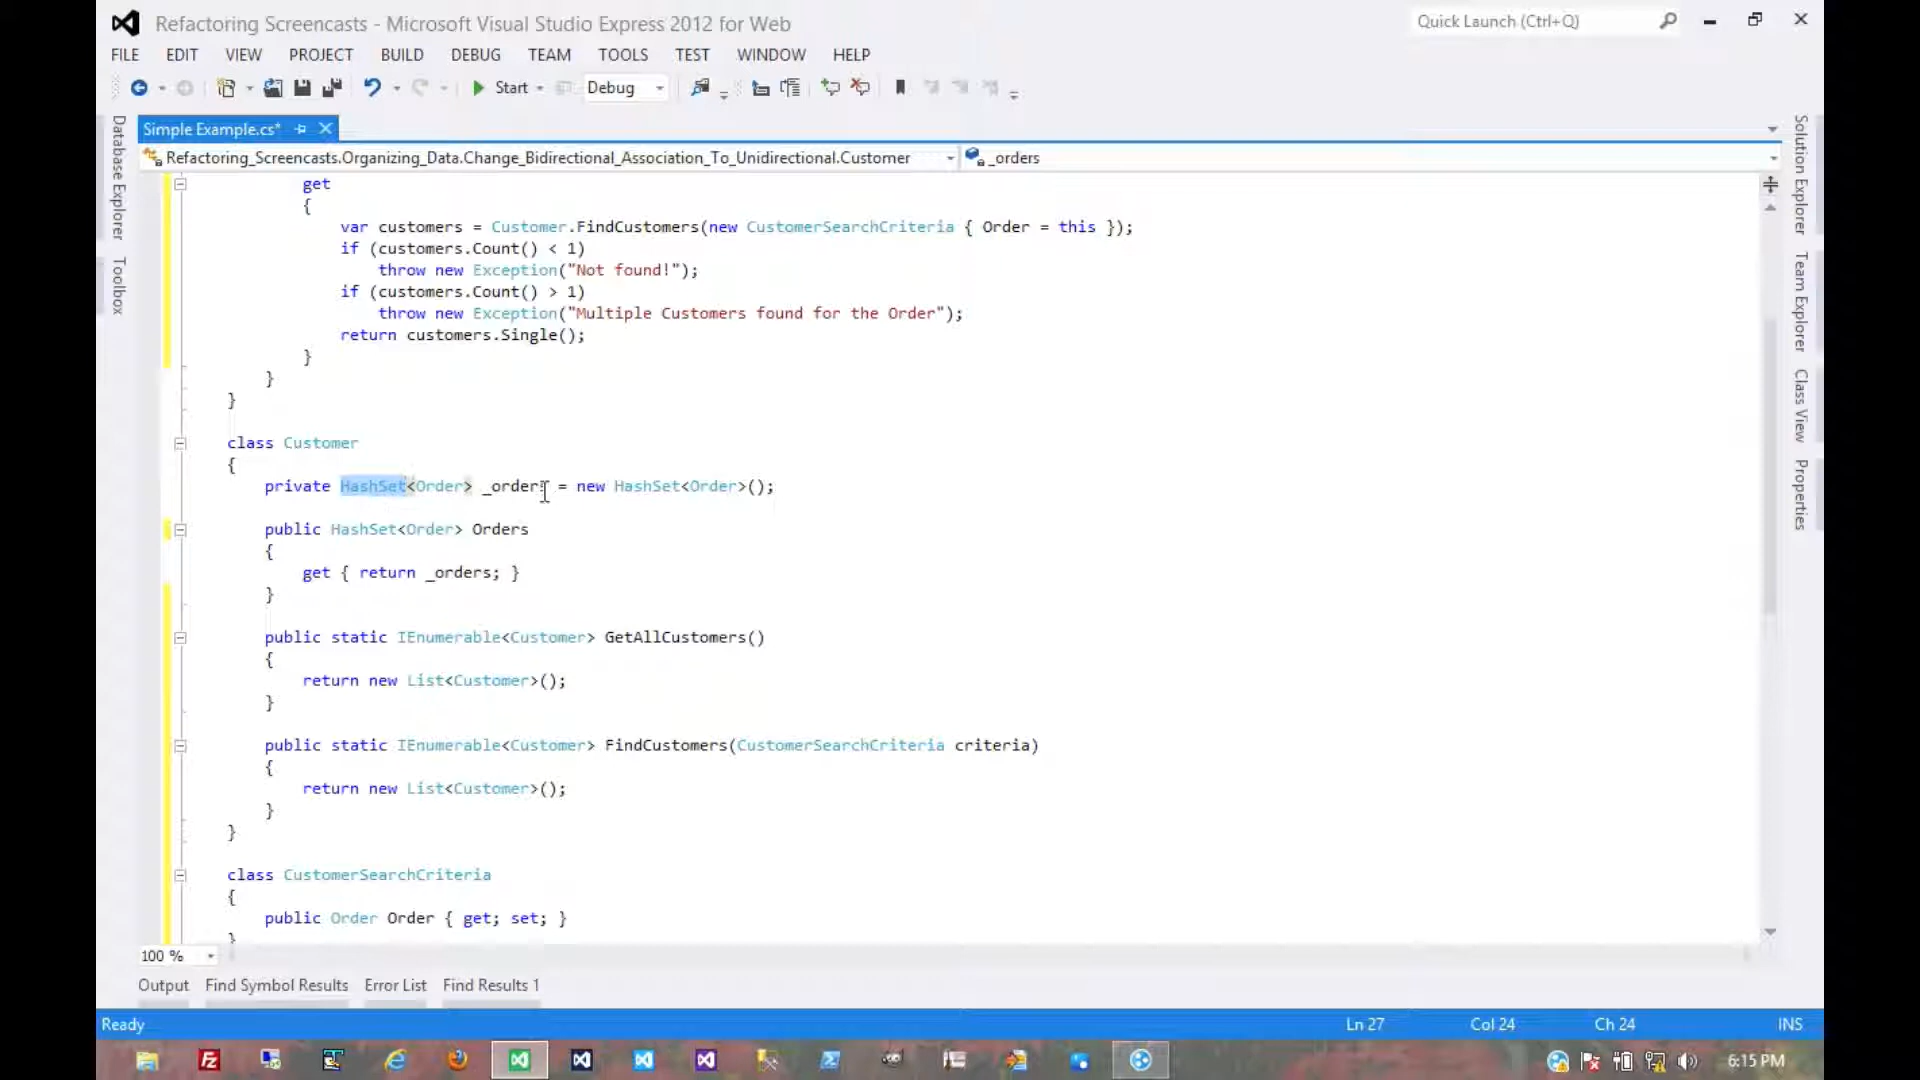 Refactoring Screencasts - Microsoft Visual Studio Express 2012 for Web
Quick Launch (Ctrl+Q)
FILE EDIT VIEW PROJECT BUILD DEBUG TEAM TOOLS TEST WINDOW HELP
Start Debug
Database Explorer
Toolbox
Simple Example.cs*
Refactoring_Screencasts.Organizing_Data.Change_Bidirectional_Association_To_Unidirectional.Customer
_orders
get
{
var customers = Customer.FindCustomers(new CustomerSearchCriteria { Order = this });
if (customers.Count() < 1)
throw new Exception("Not found!");
if (customers.Count() > 1)
throw new Exception("Multiple Customers found for the Order");
return customers.Single();
}
}
}
class Customer
{
private HashSet<Order> _orders = new HashSet<Order>();
public HashSet<Order> Orders
{
get { return _orders; }
}
public static IEnumerable<Customer> GetAllCustomers()
{
return new List<Customer>();
}
public static IEnumerable<Customer> FindCustomers(CustomerSearchCriteria criteria)
{
return new List<Customer>();
}
}
class CustomerSearchCriteria
{
public Order Order { get; set; }
}
Solution Explorer
Team Explorer
Class View
Properties
100 %
Output Find Symbol Results Error List Find Results 1
Ready Ln 27 Col 24 Ch 24 INS
6:15 PM